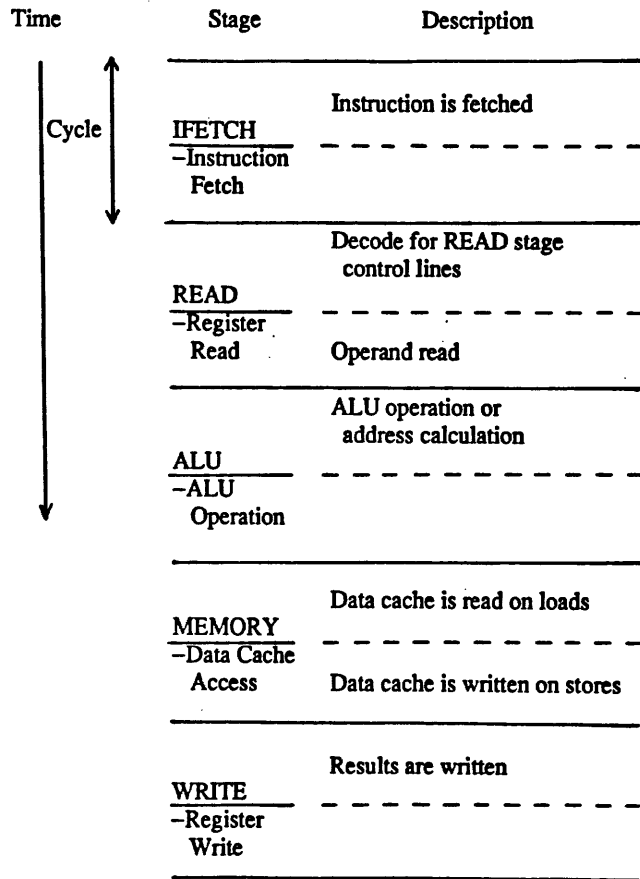 Time Stage Description
Cycle
Instruction is fetched
IFETCH
–Instruction
Fetch
Decode for READ stage
control lines
READ
–Register
Read Operand read
ALU operation or
address calculation
ALU
–ALU
Operation
Data cache is read on loads
MEMORY
–Data Cache
Access Data cache is written on stores
Results are written
WRITE
–Register
Write